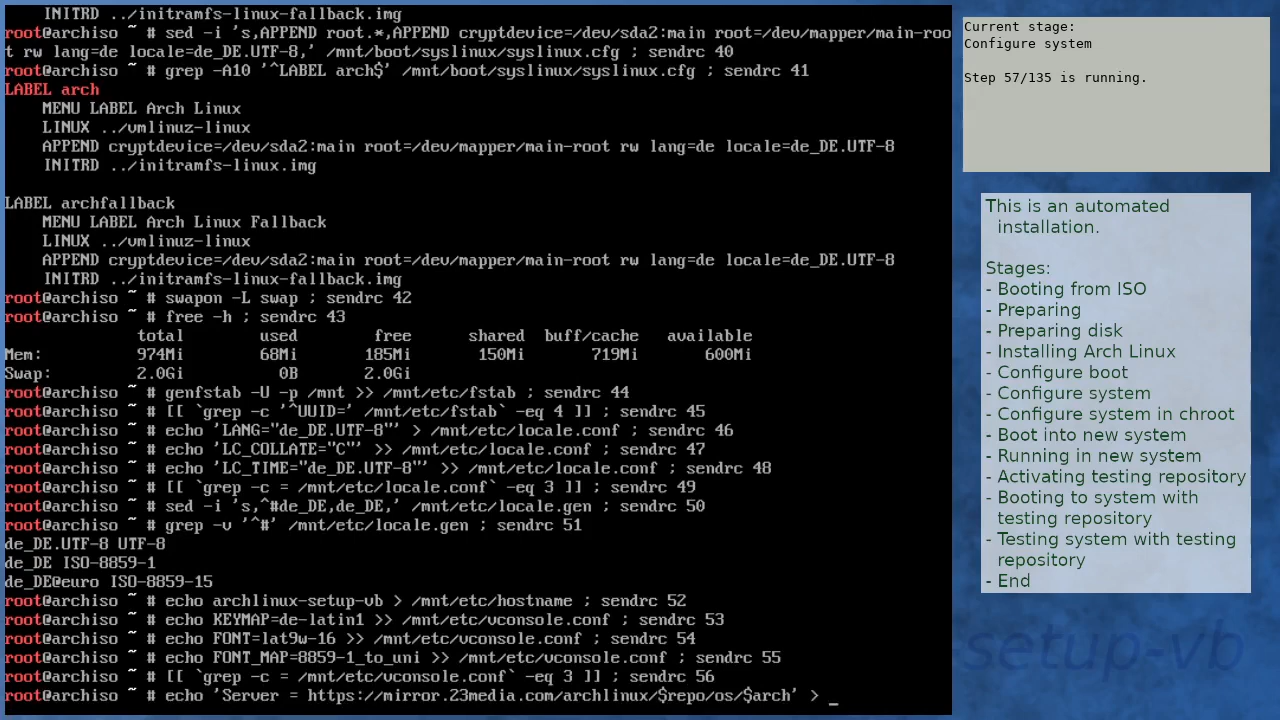 INITRD ../initramfs-linux-fallback.img
root@archiso ~ # sed -i 's,APPEND root.*,APPEND cryptdevice=/dev/sda2:main root=/dev/mapper/main-roo
t rw lang=de locale=de_DE.UTF-8,' /mnt/boot/syslinux/syslinux.cfg ; sendrc 40
root@archiso ~ # grep -A10 '^LABEL arch$' /mnt/boot/syslinux/syslinux.cfg ; sendrc 41
LABEL arch
    MENU LABEL Arch Linux
    LINUX ../vmlinuz-linux
    APPEND cryptdevice=/dev/sda2:main root=/dev/mapper/main-root rw lang=de locale=de_DE.UTF-8
    INITRD ../initramfs-linux.img

LABEL archfallback
    MENU LABEL Arch Linux Fallback
    LINUX ../vmlinuz-linux
    APPEND cryptdevice=/dev/sda2:main root=/dev/mapper/main-root rw lang=de locale=de_DE.UTF-8
    INITRD ../initramfs-linux-fallback.img
root@archiso ~ # swapon -L swap ; sendrc 42
root@archiso ~ # free -h ; sendrc 43
              total        used        free      shared  buff/cache   available
Mem:          974Mi        68Mi       185Mi       150Mi       719Mi       600Mi
Swap:         2.0Gi          0B       2.0Gi
root@archiso ~ # genfstab -U -p /mnt >> /mnt/etc/fstab ; sendrc 44
root@archiso ~ # [[ `grep -c '^UUID=' /mnt/etc/fstab` -eq 4 ]] ; sendrc 45
root@archiso ~ # echo 'LANG="de_DE.UTF-8"' > /mnt/etc/locale.conf ; sendrc 46
root@archiso ~ # echo 'LC_COLLATE="C"' >> /mnt/etc/locale.conf ; sendrc 47
root@archiso ~ # echo 'LC_TIME="de_DE.UTF-8"' >> /mnt/etc/locale.conf ; sendrc 48
root@archiso ~ # [[ `grep -c = /mnt/etc/locale.conf` -eq 3 ]] ; sendrc 49
root@archiso ~ # sed -i 's,^#de_DE,de_DE,' /mnt/etc/locale.gen ; sendrc 50
root@archiso ~ # grep -v '^#' /mnt/etc/locale.gen ; sendrc 51
de_DE.UTF-8 UTF-8
de_DE ISO-8859-1
de_DE@euro ISO-8859-15
root@archiso ~ # echo archlinux-setup-vb > /mnt/etc/hostname ; sendrc 52
root@archiso ~ # echo KEYMAP=de-latin1 >> /mnt/etc/vconsole.conf ; sendrc 53
root@archiso ~ # echo FONT=lat9w-16 >> /mnt/etc/vconsole.conf ; sendrc 54
root@archiso ~ # echo FONT_MAP=8859-1_to_uni >> /mnt/etc/vconsole.conf ; sendrc 55
root@archiso ~ # [[ `grep -c = /mnt/etc/vconsole.conf` -eq 3 ]] ; sendrc 56
root@archiso ~ # echo 'Server = https://mirror.23media.com/archlinux/$repo/os/$arch' > _
Current stage:
Configure system

Step 57/135 is running.
This is an automated
installation.

Stages:
- Booting from ISO
- Preparing
- Preparing disk
- Installing Arch Linux
- Configure boot
- Configure system
- Configure system in chroot
- Boot into new system
- Running in new system
- Activating testing repository
- Booting to system with
testing repository
- Testing system with testing
repository
- End
setup-vb